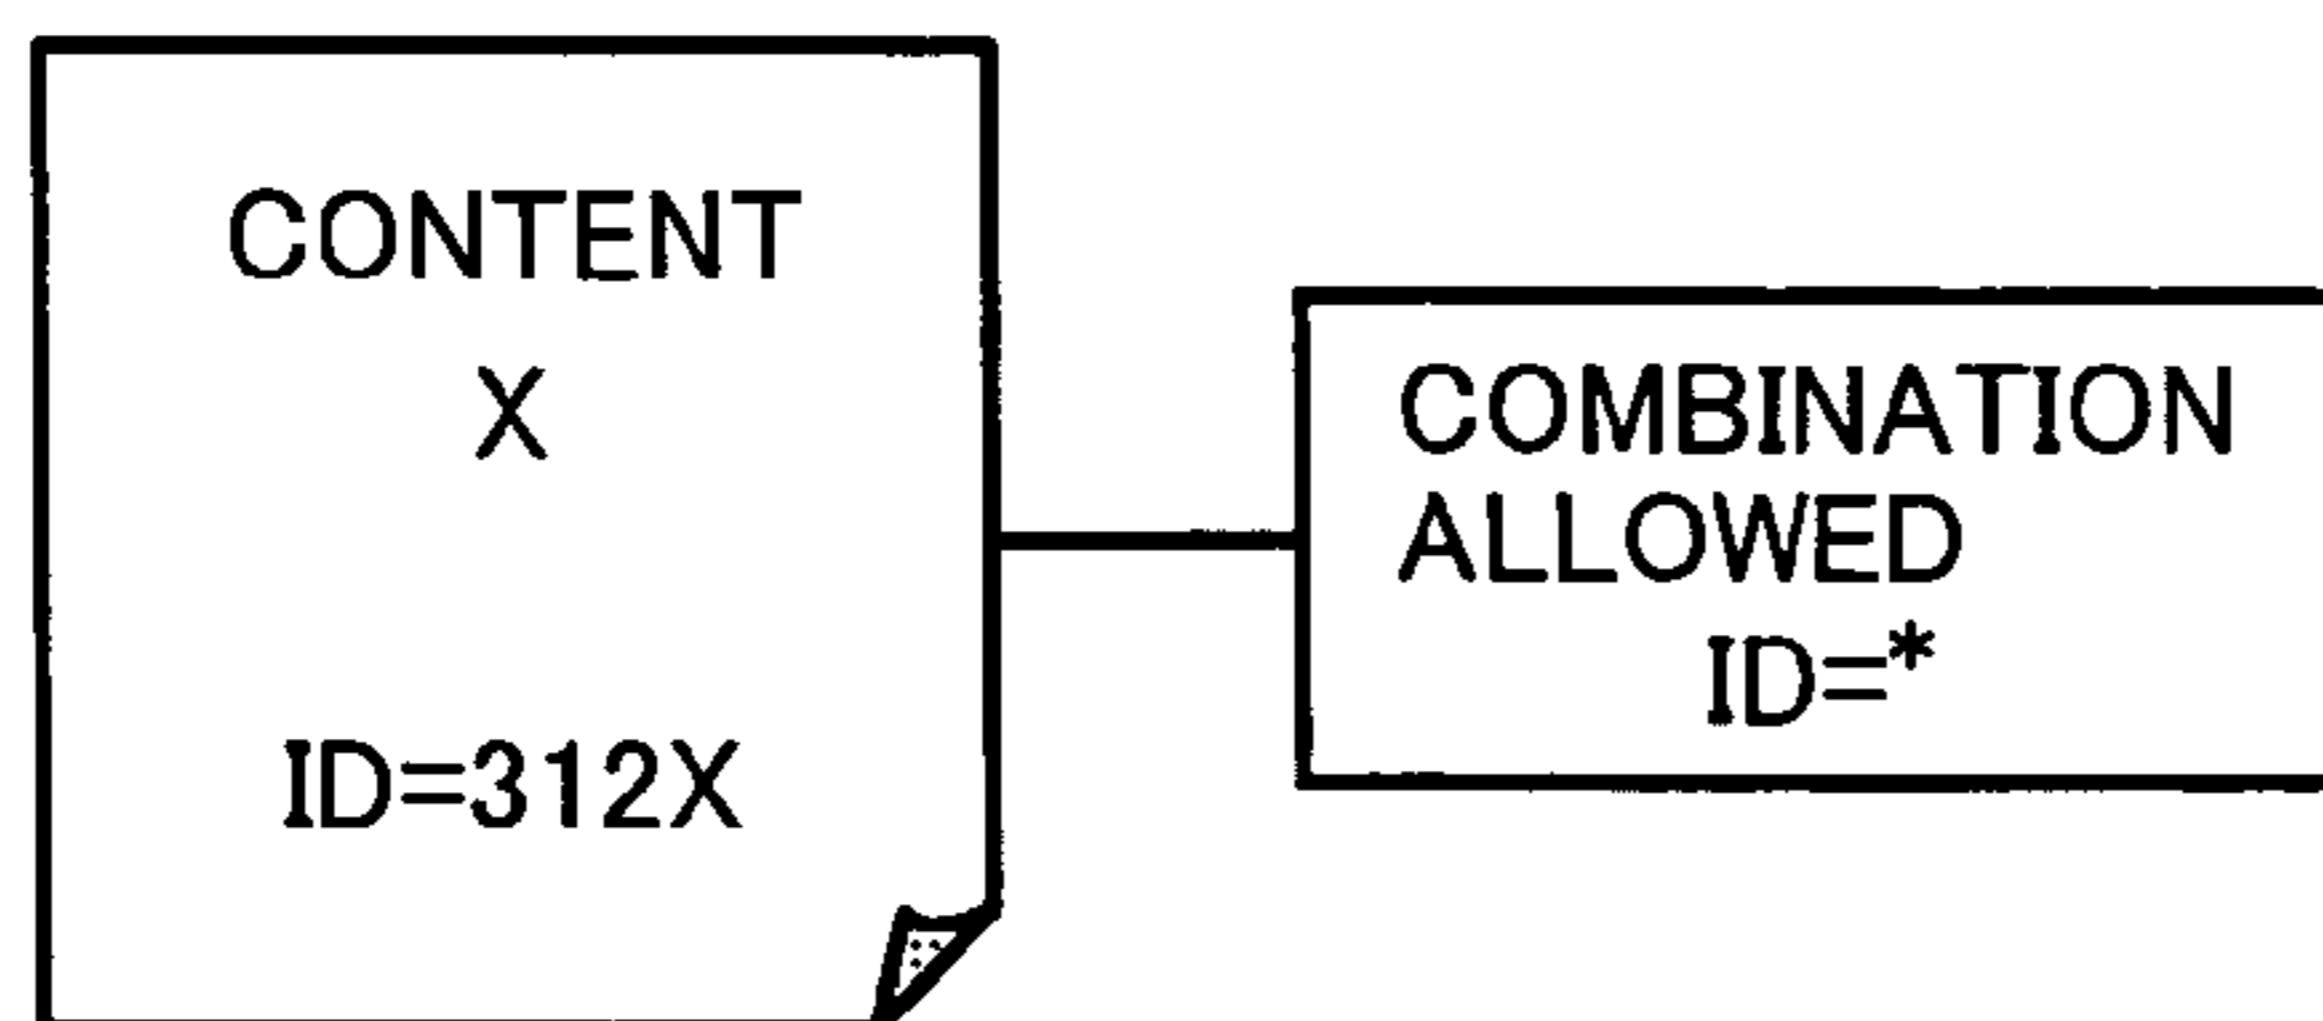 CONTENT
X
ID=312X
COMBINATION
ALLOWED
ID=*